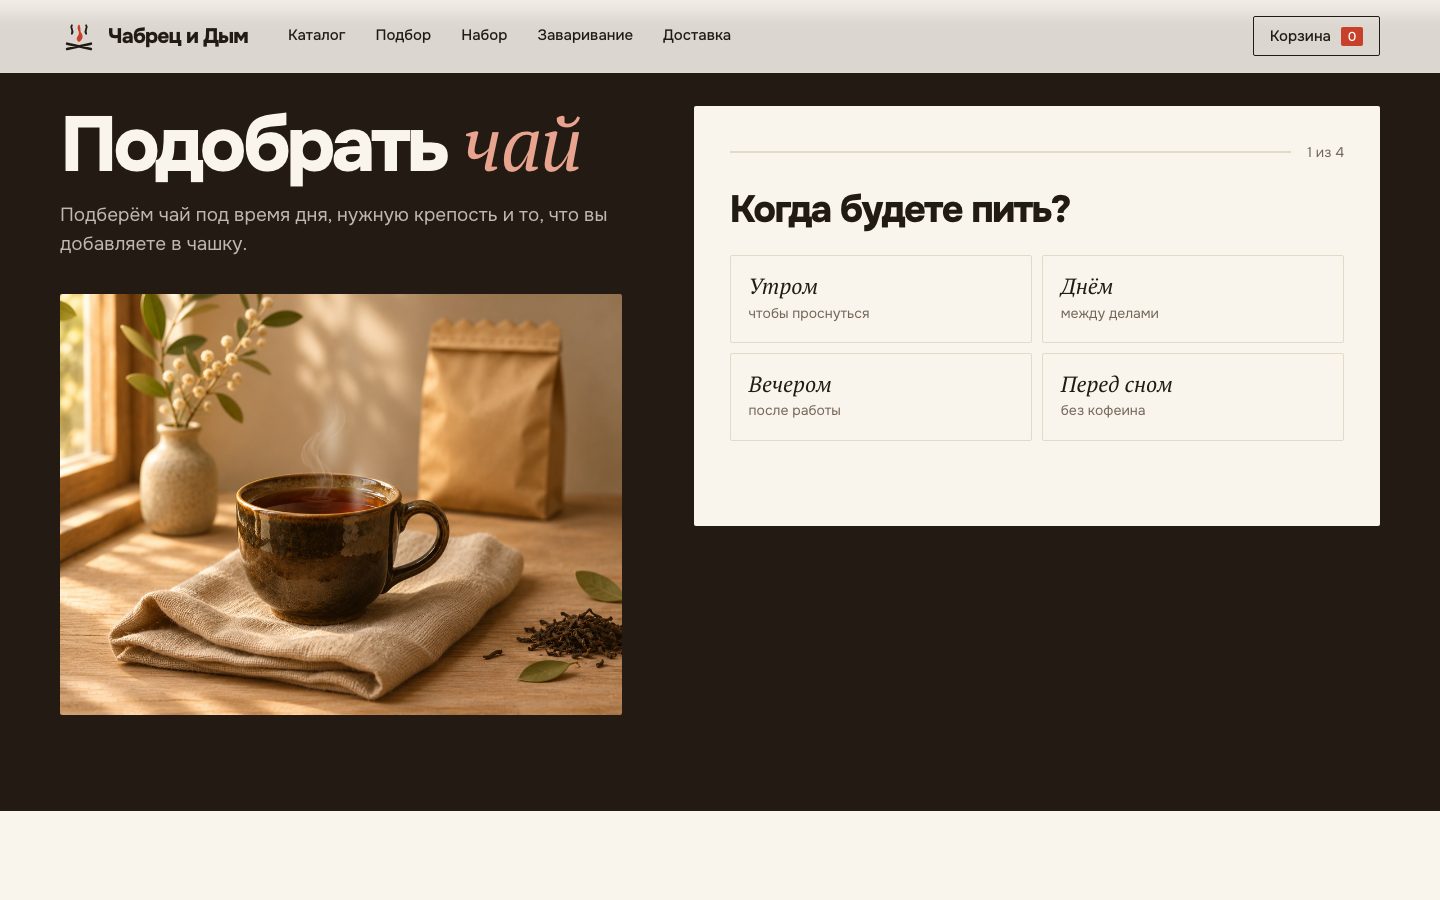 Чабрец и Дым
Каталог
Подбор
Набор
Заваривание
Доставка
Корзина 0
Подобрать чай
Подберём чай под время дня, нужную крепость и то, что вы
добавляете в чашку.
1 из 4
Когда будете пить?
Утром
чтобы проснуться
Днём
между делами
Вечером
после работы
Перед сном
без кофеина